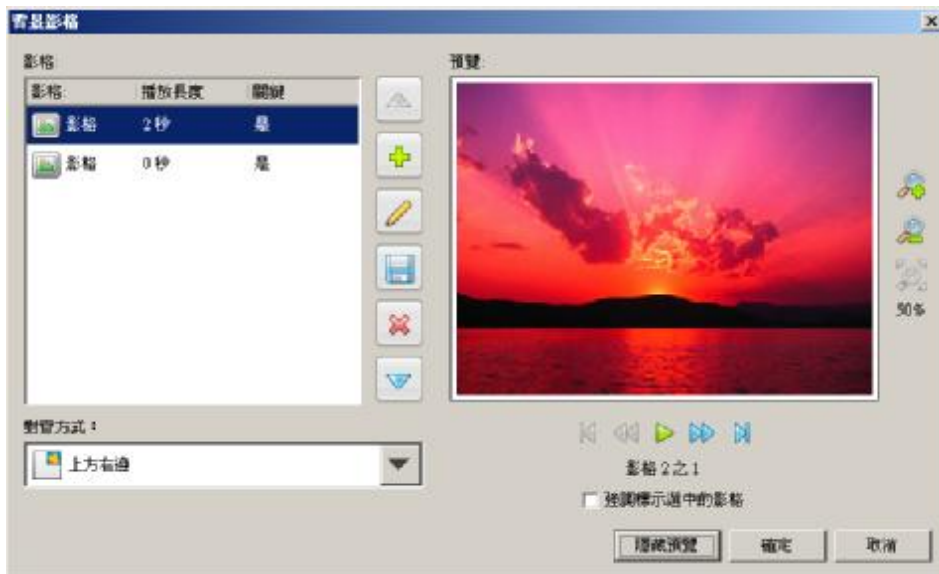 背景影格
影格:
影格: 播放長度 關鍵
影格 2 秒 是
影格 0 秒 是
對齊方式：
上方右邊
預覽:
50%
影格 2 之 1
強調標示選中的影格
隱藏預覽 確定 取消